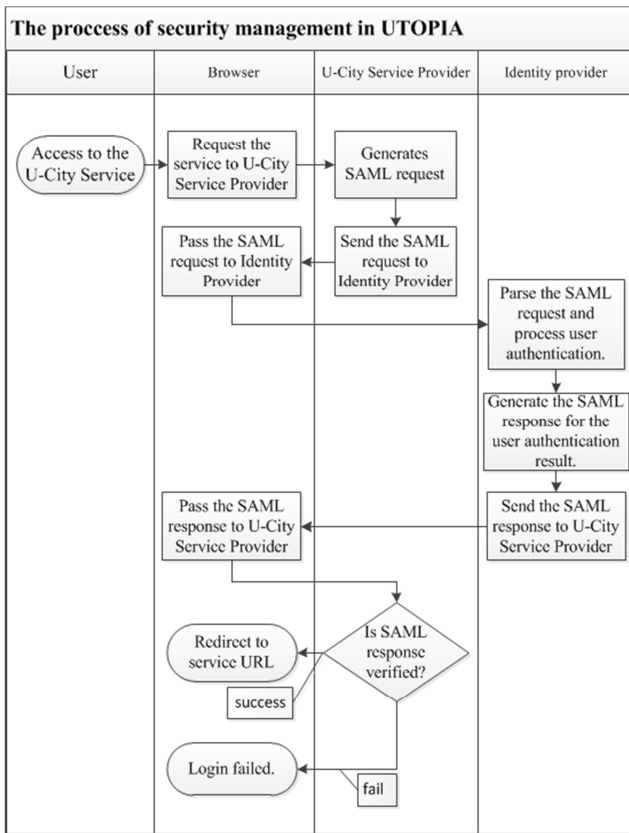 The proccess of security management in UTOPIA
User
Browser
U-City Service Provider
Identity provider
Access to the
U-City Service
Request the
service to U-City
Service Provider
Generates
SAML request
Pass the SAML
request to Identity
Provider
Send the SAML
request to
Identity Provider
Parse the SAML
request and
process user
authentication.
Generate the SAML
response for the
user authentication
result.
Pass the SAML
response to U-City
Service Provider
Send the SAML
response to U-City
Service Provider
Is SAML
response
verified?
Redirect to
service URL
success
Login failed.
fail